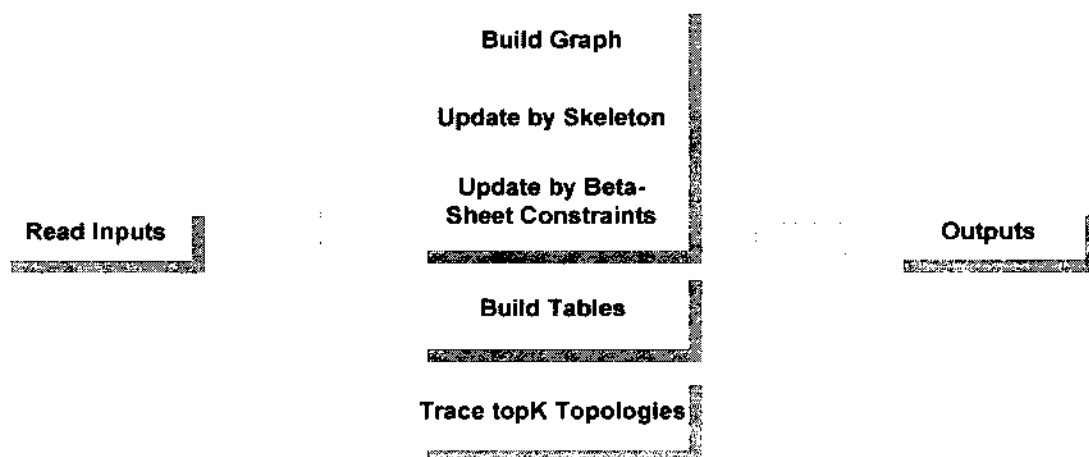 Build Graph
Update by Skeleton
Update by Beta-
Sheet Constraints
Read Inputs
Outputs
Build Tables
Trace topK Topologies